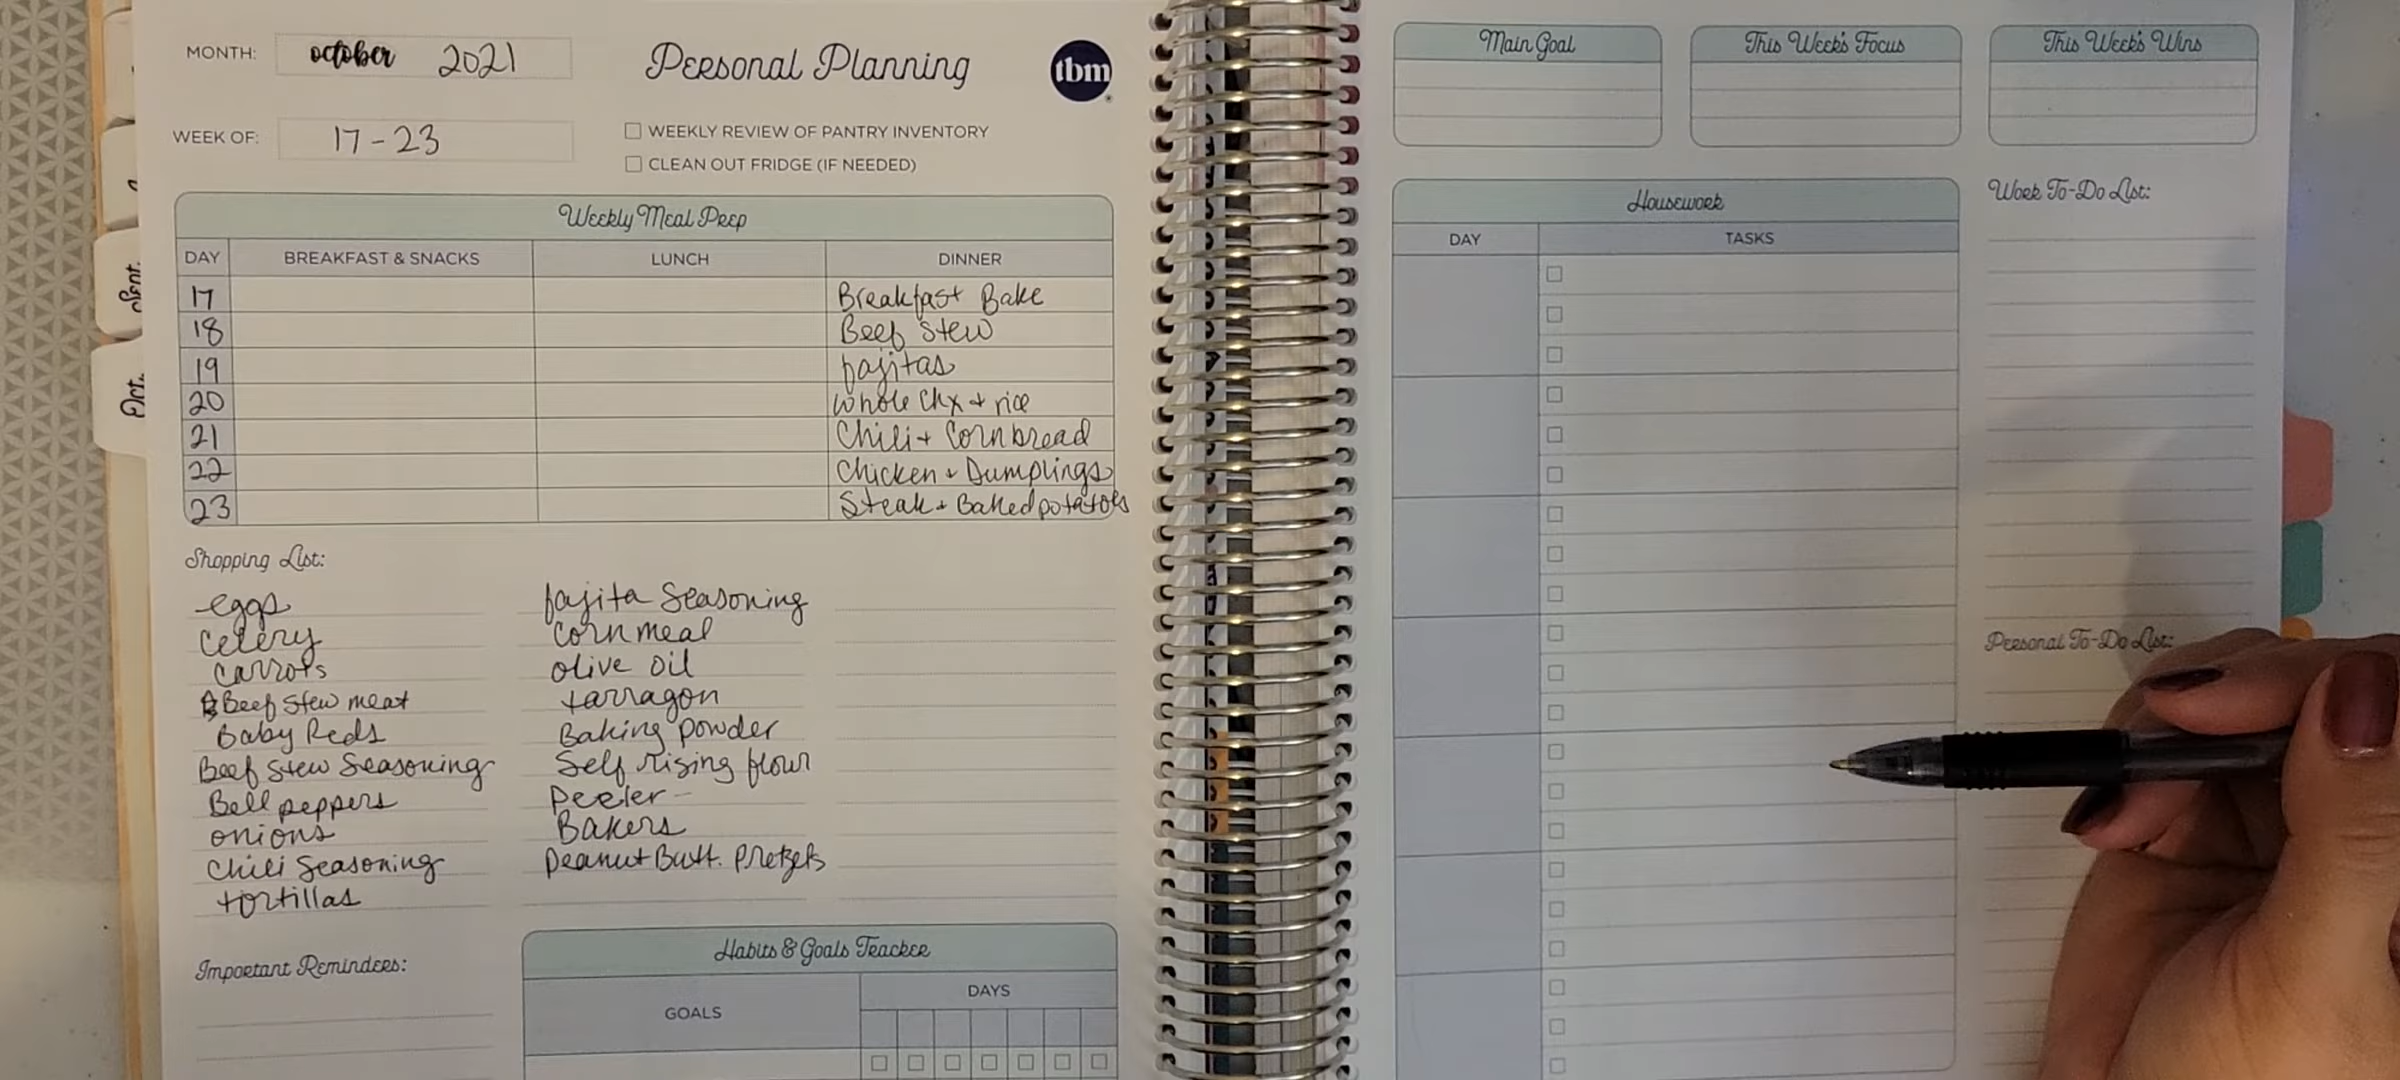 MONTH: october 2021
Personal Planning
tbm
WEEK OF: 17-23
WEEKLY REVIEW OF PANTRY INVENTORY
CLEAN OUT FRIDGE (IF NEEDED)
Weekly Meal Prep
DAY BREAKFAST & SNACKS LUNCH DINNER
17 Breakfast Bake
18 Beef Stew
19 fajitas
20 whole Chx + rice
21 Chili + Cornbread
22 Chicken + Dumplings
23 Steak + Baked potatoes
Shopping List:
eggs
Celery
Carrots
Beef Stew meat
Baby Reds
Beef Stew Seasoning
Bell peppers
onions
Chili Seasoning
tortillas
fajita Seasoning
Corn meal
olive oil
tarragon
Baking powder
Self rising flour
Peeler -
Bakers
Peanut Butt. Pretzels
Important Reminders:
Habits & Goals Tracker
GOALS DAYS
Sept.
Oct.
Main Goal
This Week's Focus
This Week's Wins
Housework
DAY TASKS
Work To-Do List:
Personal To-Do List: